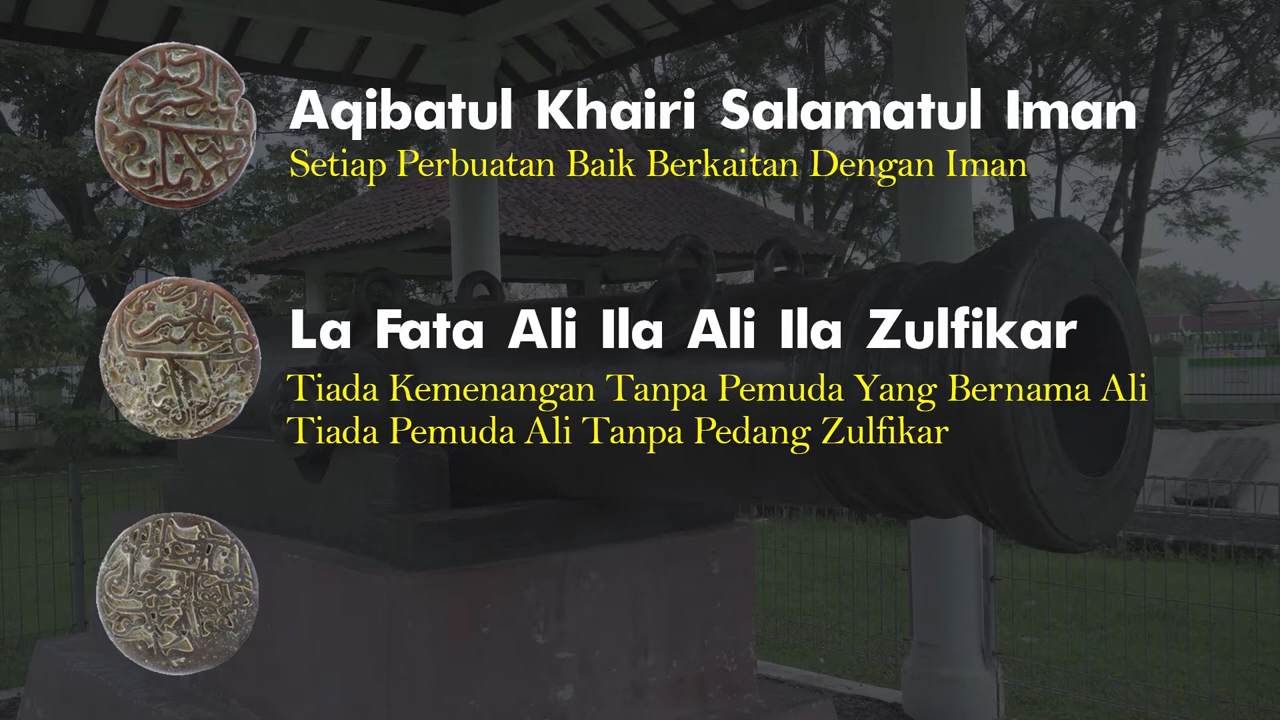 Aqibatul Khairi Salamatul Iman
Setiap Perbuatan Baik Berkaitan Dengan Iman
La Fata Ali Ila Ali Ila Zulfikar
Tiada Kemenangan Tanpa Pemuda Yang Bernama Ali
Tiada Pemuda Ali Tanpa Pedang Zulfikar